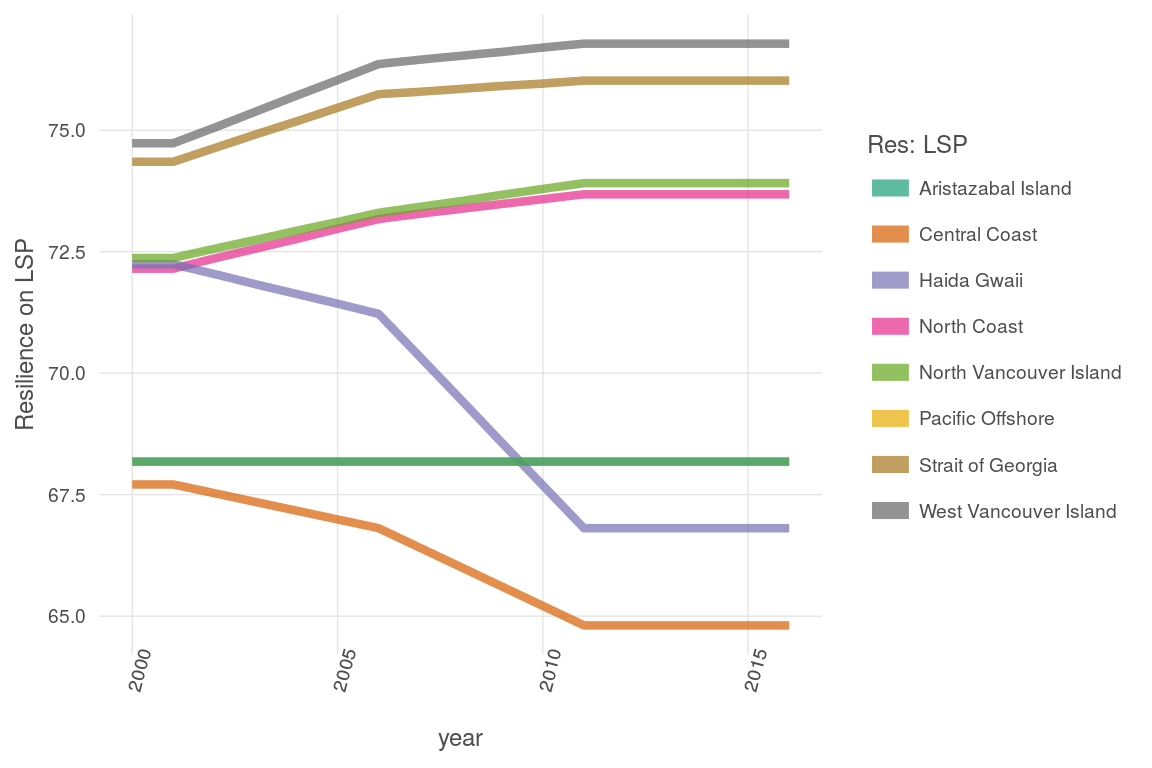 Resilience on LSP
75.0
72.5
70.0
67.5
65.0
2000
2005
2010
2015
year
Res: LSP
Aristazabal Island
Central Coast
Haida Gwaii
North Coast
North Vancouver Island
Pacific Offshore
Strait of Georgia
West Vancouver Island